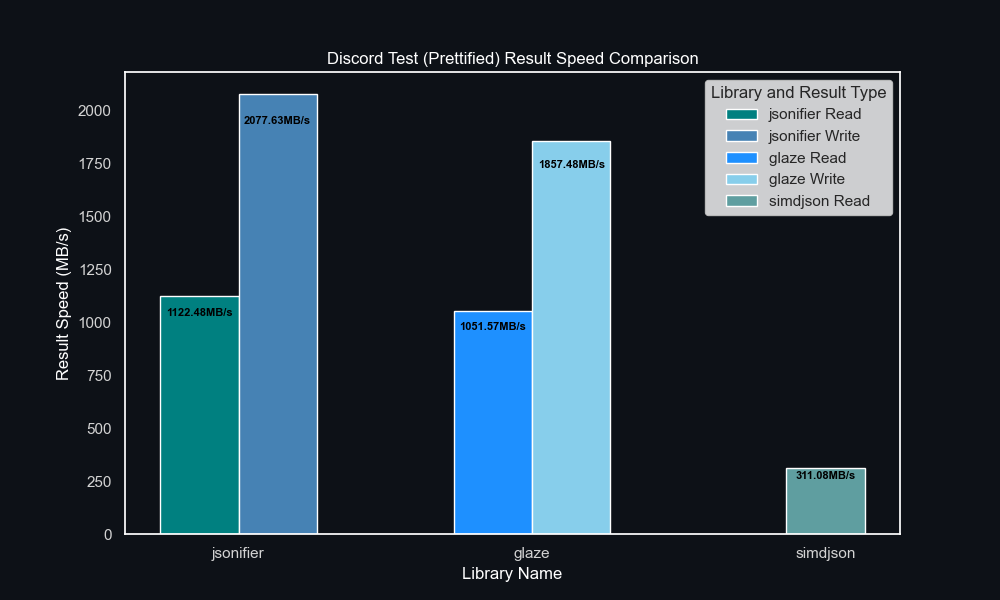 Discord Test (Prettified) Result Speed Comparison
Library and Result Type
jsonifier Read
jsonifier Write
glaze Read
glaze Write
simdjson Read
Result Speed (MB/s)
2000
1750
1500
1250
1000
750
500
250
0
1122.48MB/s
2077.63MB/s
1051.57MB/s
1857.48MB/s
311.08MB/s
jsonifier
glaze
simdjson
Library Name